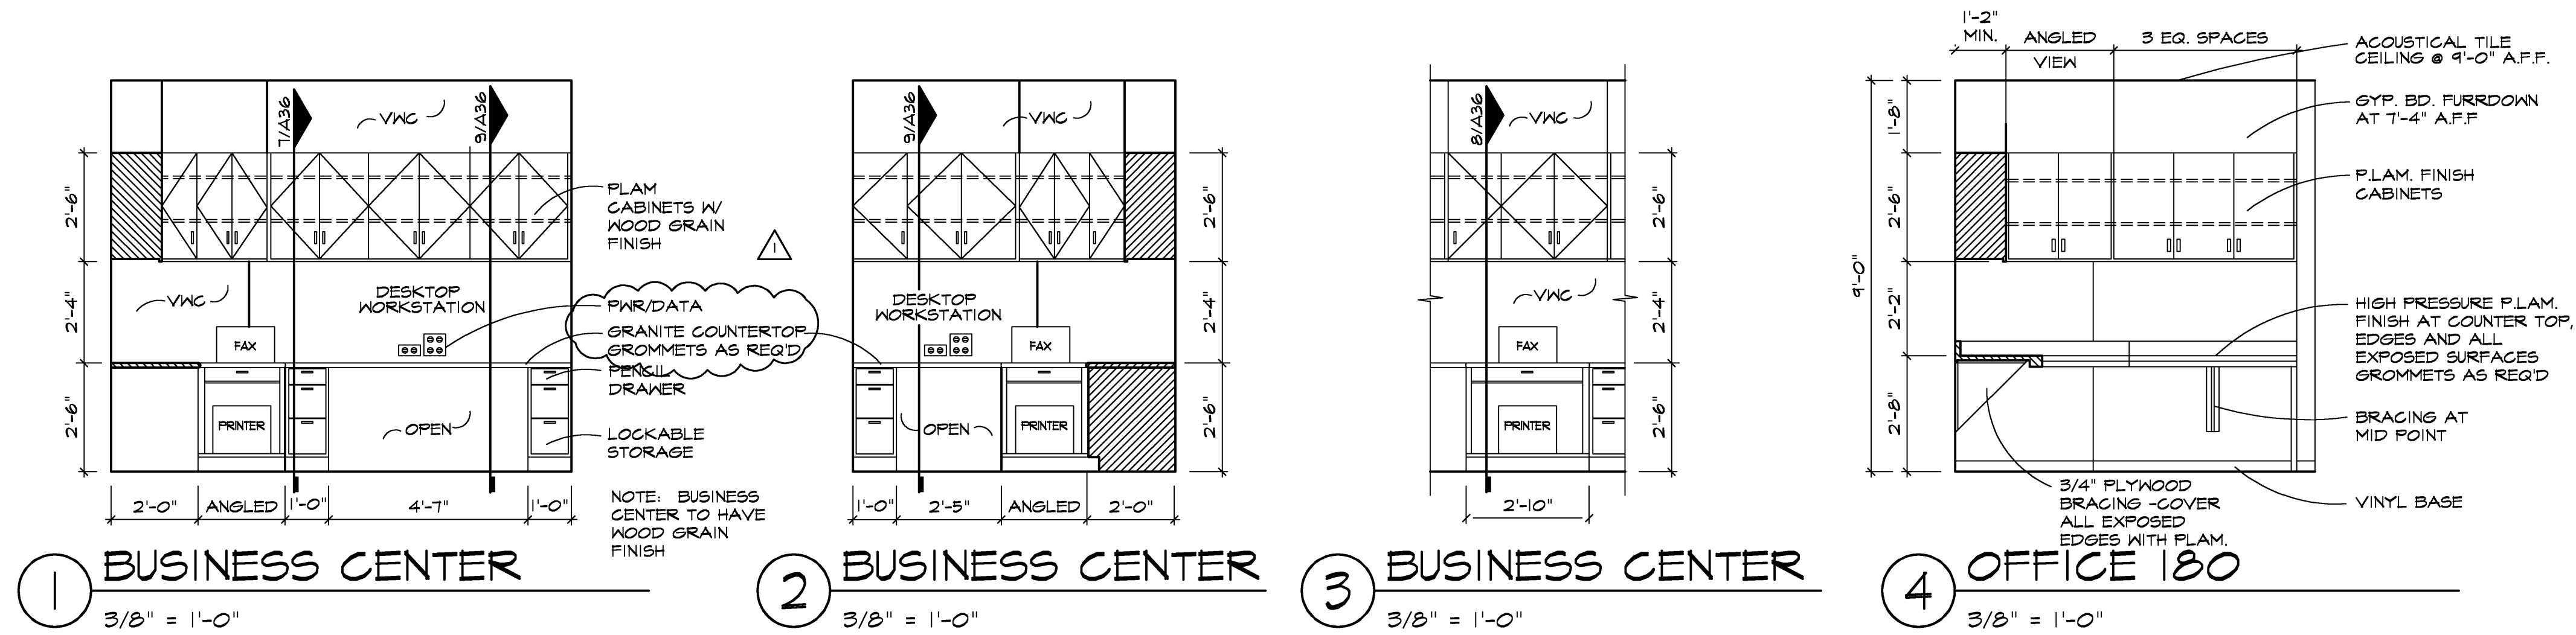 7/A36
VWC
9/A36
2'-6"
2'-4"
2'-6"
PLAM
CABINETS W/
WOOD GRAIN
FINISH
1
VWC
DESKTOP
WORKSTATION
FAX
PWR/DATA
GRANITE COUNTERTOP
GROMMETS AS REQ'D
PENCIL
DRAWER
PRINTER
OPEN
LOCKABLE
STORAGE
2'-0"
ANGLED
1'-0"
4'-7"
1'-0"
NOTE: BUSINESS
CENTER TO HAVE
WOOD GRAIN
FINISH
1
BUSINESS CENTER
3/8" = 1'-0"
9/A36
VWC
2'-6"
2'-4"
2'-6"
DESKTOP
WORKSTATION
FAX
OPEN
PRINTER
1'-0"
2'-5"
ANGLED
2'-0"
2
BUSINESS CENTER
3/8" = 1'-0"
8/A36
VWC
2'-6"
2'-4"
2'-6"
VWC
FAX
PRINTER
2'-10"
3
BUSINESS CENTER
3/8" = 1'-0"
1'-2"
MIN.
ANGLED
VIEW
3 EQ. SPACES
ACOUSTICAL TILE
CEILING @ 9'-0" A.F.F.
GYP. BD. FURRDOWN
AT 7'-4" A.F.F
P.LAM. FINISH
CABINETS
9'-0"
1'-8"
2'-6"
2'-2"
2'-8"
HIGH PRESSURE P.LAM.
FINISH AT COUNTER TOP,
EDGES AND ALL
EXPOSED SURFACES
GROMMETS AS REQ'D
BRACING AT
MID POINT
VINYL BASE
3/4" PLYWOOD
BRACING -COVER
ALL EXPOSED
EDGES WITH PLAM.
4
OFFICE 180
3/8" = 1'-0"